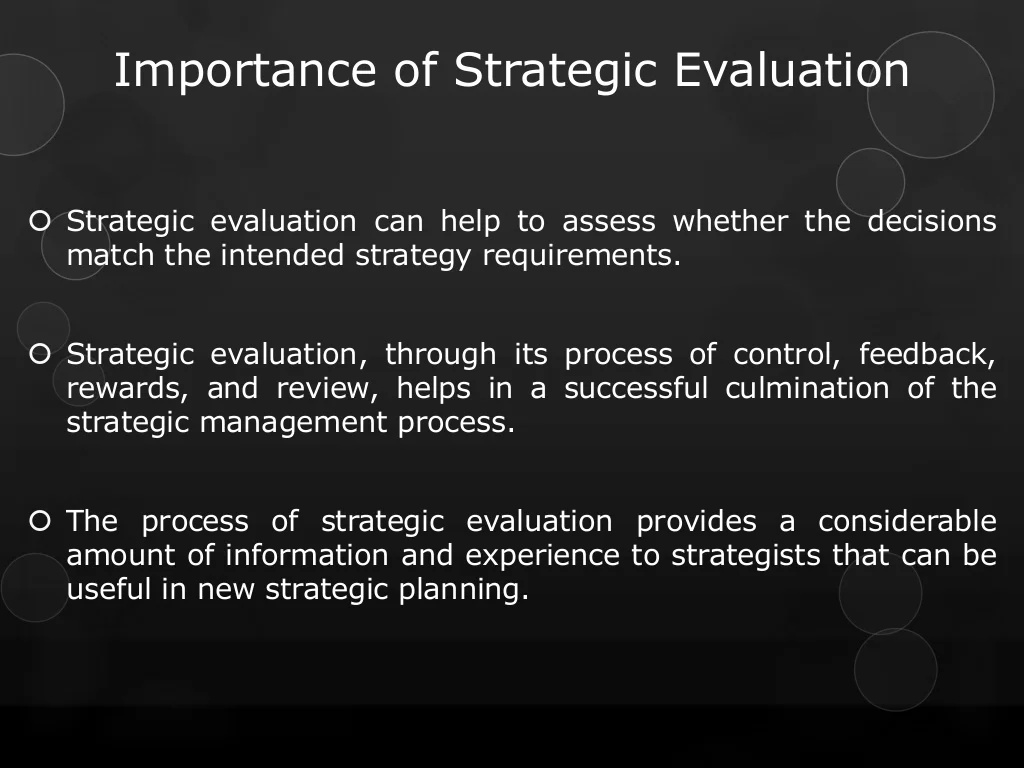 Importance of Strategic Evaluation
Strategic evaluation can help to assess whether the decisions
match the intended strategy requirements.
Strategic evaluation, through its process of control, feedback,
rewards, and review, helps in a successful culmination of the
strategic management process.
The process of strategic evaluation provides a considerable
amount of information and experience to strategists that can be
useful in new strategic planning.